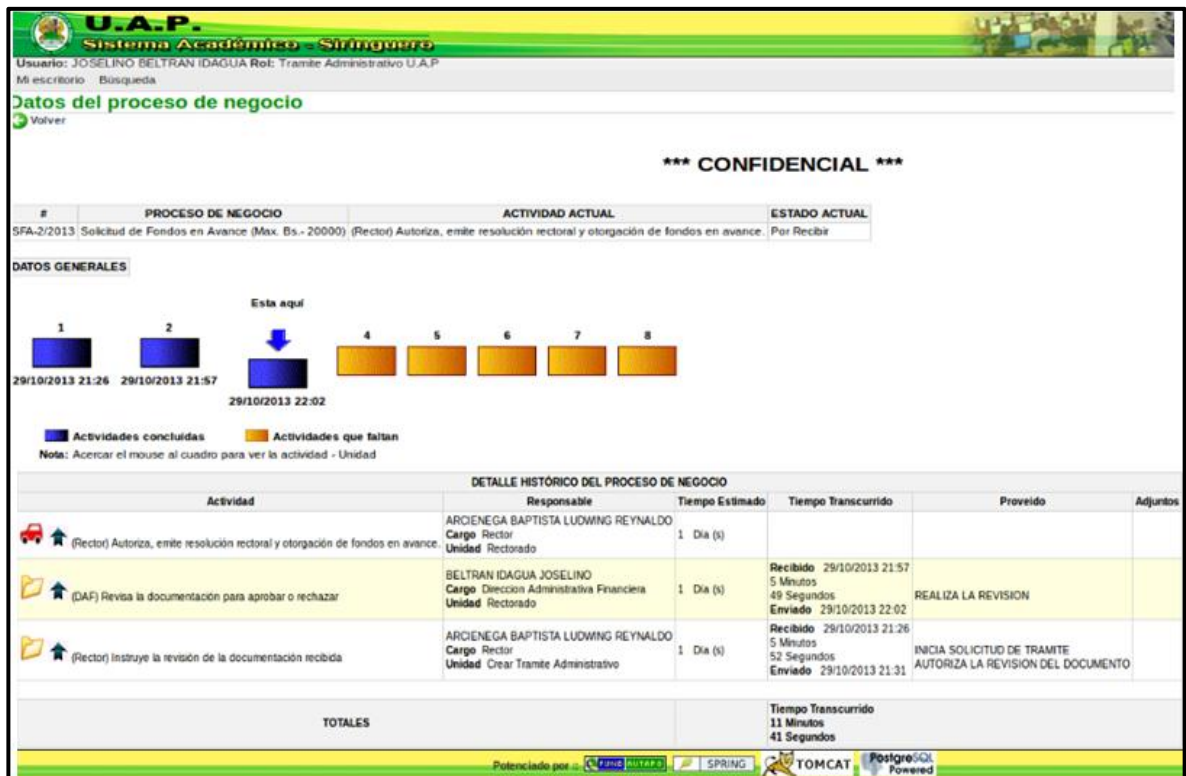 U.A.P.
Sistema Académico - Siringuero
Usuario: JOSELINO BELTRAN IDAGUA Rol: Tramite Administrativo U.A.P
Mi escritorio Búsqueda
Datos del proceso de negocio
Volver
*** CONFIDENCIAL ***
# PROCESO DE NEGOCIO ACTIVIDAD ACTUAL ESTADO ACTUAL
SFA-2/2013 Solicitud de Fondos en Avance (Max. Bs.- 20000) (Rector) Autoriza, emite resolución rectoral y otorgación de fondos en avance. Por Recibir
DATOS GENERALES
Esta aquí
1 2 4 5 6 7 8
29/10/2013 21:26 29/10/2013 21:57
29/10/2013 22:02
Actividades concluidas Actividades que faltan
Nota: Acercar el mouse al cuadro para ver la actividad - Unidad
DETALLE HISTÓRICO DEL PROCESO DE NEGOCIO
Actividad Responsable Tiempo Estimado Tiempo Transcurrido Proveido Adjuntos
(Rector) Autoriza, emite resolución rectoral y otorgación de fondos en avance.
ARCIENEGA BAPTISTA LUDWING REYNALDO
Cargo Rector
Unidad Rectorado
1 Día (s)
(DAF) Revisa la documentación para aprobar o rechazar
BELTRAN IDAGUA JOSELINO
Cargo Direccion Administrativa Financiera
Unidad Rectorado
1 Día (s)
Recibido 29/10/2013 21:57
5 Minutos
49 Segundos
Enviado 29/10/2013 22:02
REALIZA LA REVISION
(Rector) Instruye la revisión de la documentación recibida
ARCIENEGA BAPTISTA LUDWING REYNALDO
Cargo Rector
Unidad Crear Tramite Administrativo
1 Día (s)
Recibido 29/10/2013 21:26
5 Minutos
52 Segundos
Enviado 29/10/2013 21:31
INICIA SOLICITUD DE TRAMITE
AUTORIZA LA REVISION DEL DOCUMENTO
TOTALES
Tiempo Transcurrido
11 Minutos
41 Segundos
Potenciado por :: FUND AUTAPO SPRING TOMCAT PostgreSQL Powered